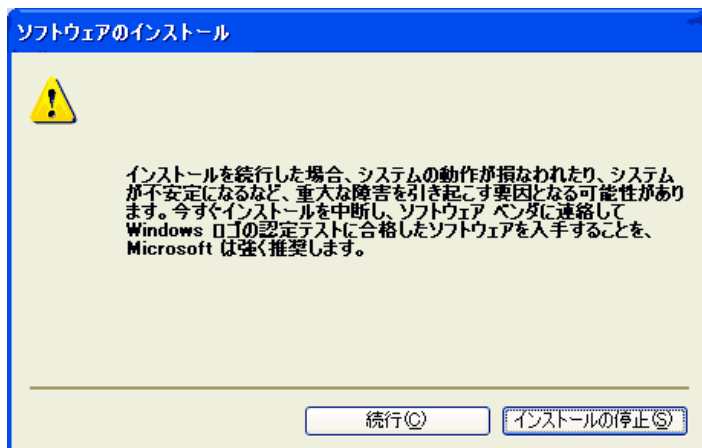 ソフトウェアのインストール
インストールを続行した場合、システムの動作が損なわれたり、システム
が不安定になるなど、重大な障害を引き起こす要因となる可能性があり
ます。今すぐインストールを中断し、ソフトウェア ベンダに連絡して
Windows ロゴの認定テストに合格したソフトウェアを入手することを、
Microsoft は強く推奨します。
続行(C) インストールの停止(S)